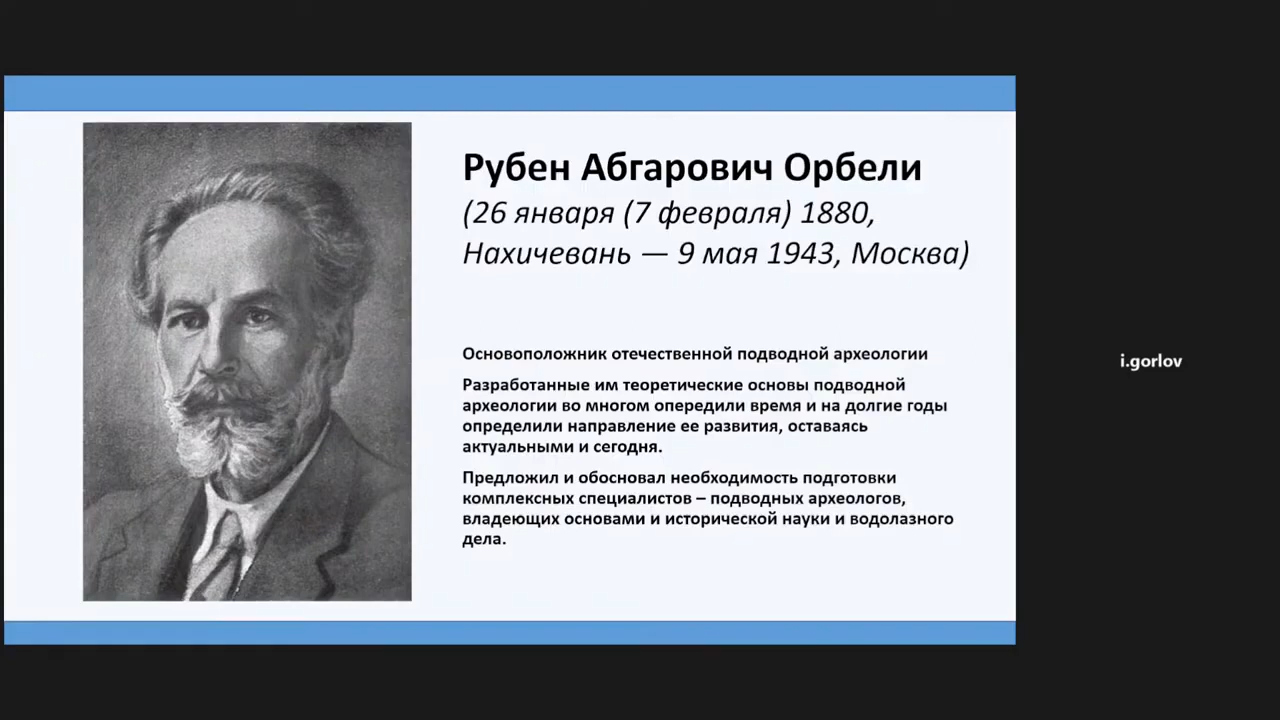 Рубен Абгарович Орбели
(26 января (7 февраля) 1880,
Нахичевань — 9 мая 1943, Москва)
Основоположник отечественной подводной археологии
Разработанные им теоретические основы подводной
археологии во многом опередили время и на долгие годы
определили направление ее развития, оставаясь
актуальными и сегодня.
Предложил и обосновал необходимость подготовки
комплексных специалистов – подводных археологов,
владеющих основами и исторической науки и водолазного
дела.
i.gorlov